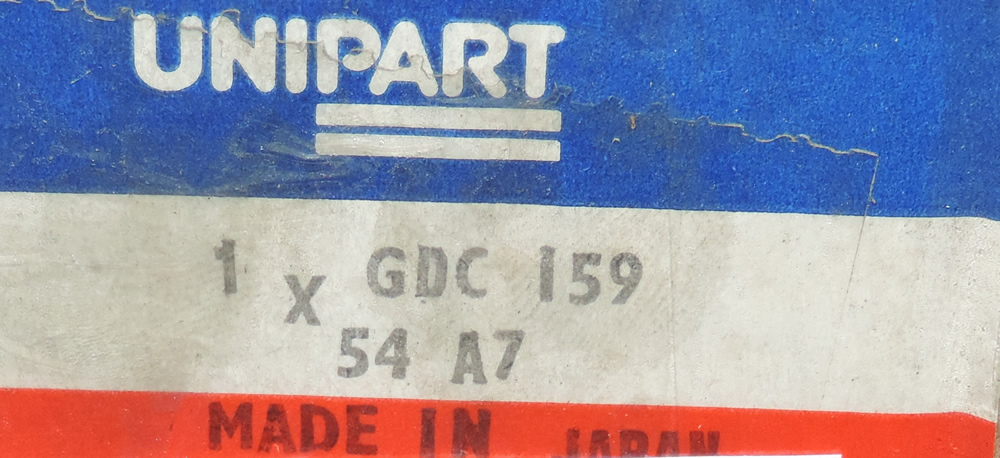 UNIPART
1 X GDC 159
54 A7
MADE IN JAPAN